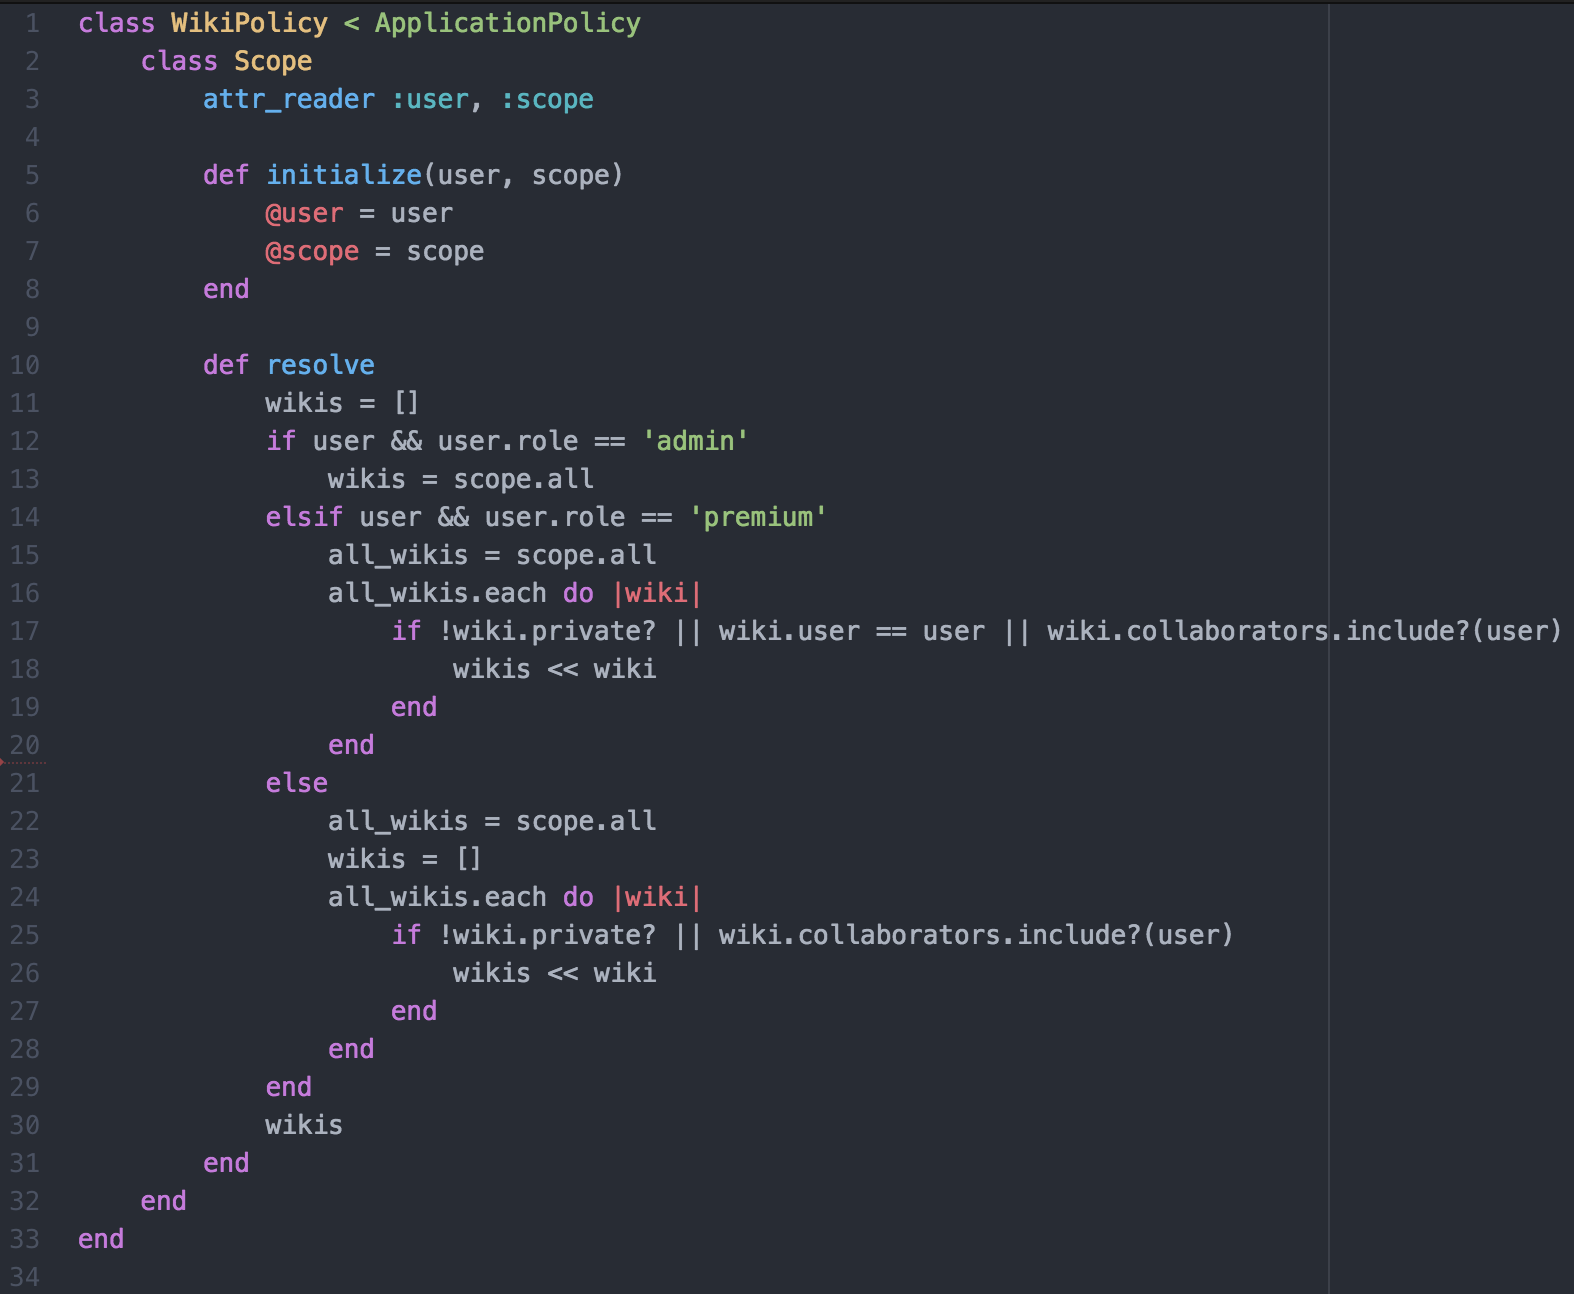 1 class WikiPolicy < ApplicationPolicy
2     class Scope
3         attr_reader :user, :scope
4
5         def initialize(user, scope)
6             @user = user
7             @scope = scope
8         end
9
10         def resolve
11             wikis = []
12             if user && user.role == 'admin'
13                 wikis = scope.all
14             elsif user && user.role == 'premium'
15                 all_wikis = scope.all
16                 all_wikis.each do |wiki|
17                     if !wiki.private? || wiki.user == user || wiki.collaborators.include?(user)
18                         wikis << wiki
19                     end
20                 end
21             else
22                 all_wikis = scope.all
23                 wikis = []
24                 all_wikis.each do |wiki|
25                     if !wiki.private? || wiki.collaborators.include?(user)
26                         wikis << wiki
27                     end
28                 end
29             end
30             wikis
31         end
32     end
33 end
34